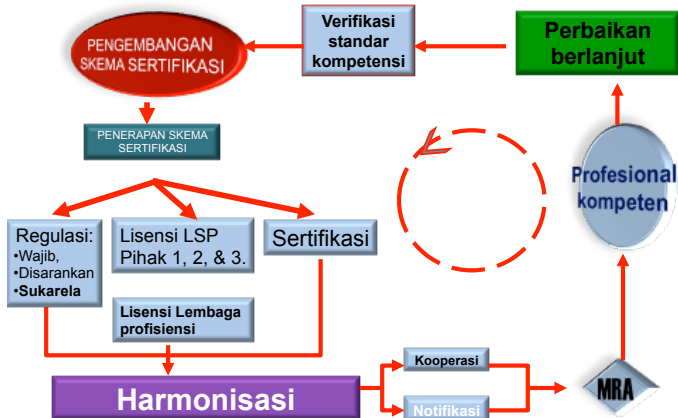 Verifikasi
standar
kompetensi
Perbaikan
berlanjut
PENGEMBANGAN
SKEMA SERTIFIKASI
PENERAPAN SKEMA
SERTIFIKASI
Profesional
kompeten
Regulasi:
•Wajib,
•Disarankan
•Sukarela
Lisensi LSP
Pihak 1, 2, & 3.
Sertifikasi
Lisensi Lembaga
profisiensi
Harmonisasi
Kooperasi
Notifikasi
MRA